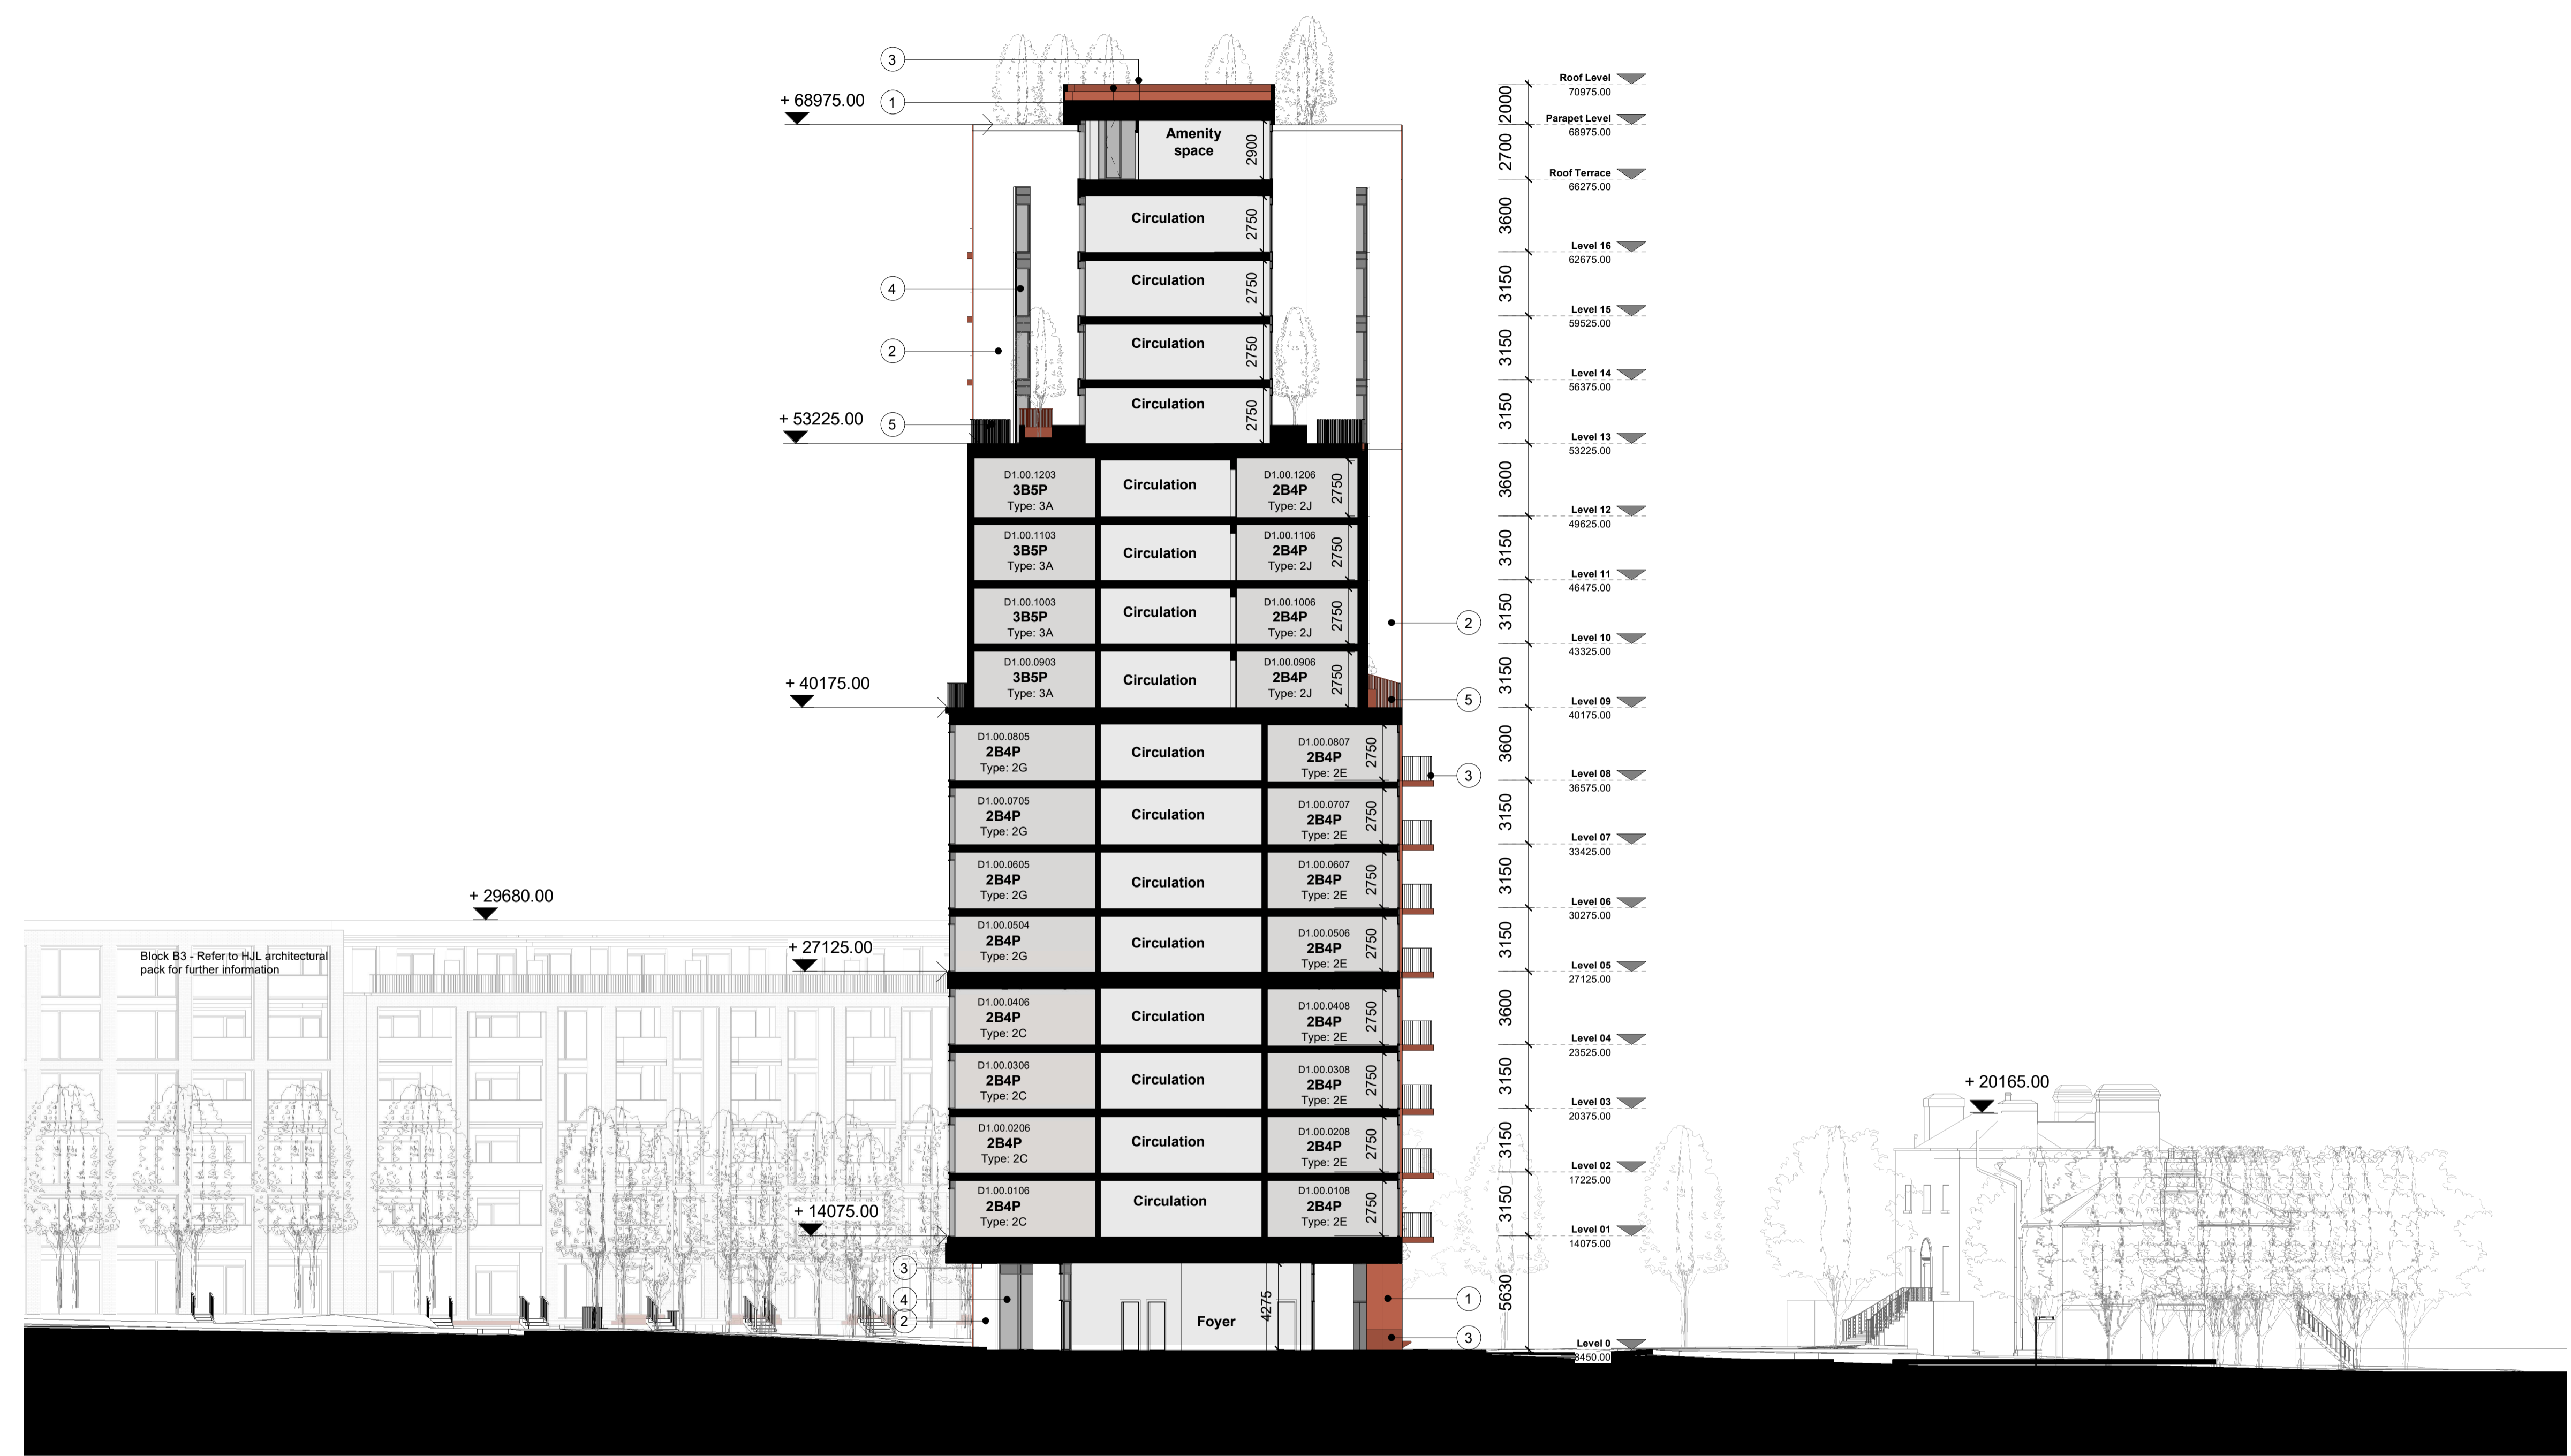 3
Roof Level
70975.00
+ 68975.00
1
2000
Parapet Level
68975.00
Amenity
space
2900
2700
Roof Terrace
66275.00
Circulation
2750
3600
Level 16
62675.00
4
Circulation
2750
3150
Level 15
59525.00
2
Circulation
2750
3150
Level 14
56375.00
+ 53225.00
5
Circulation
2750
3150
Level 13
53225.00
D1.00.1203
3B5P
Type: 3A
Circulation
D1.00.1206
2B4P
Type: 2J
2750
3600
Level 12
49625.00
D1.00.1103
3B5P
Type: 3A
Circulation
D1.00.1106
2B4P
Type: 2J
2750
3150
Level 11
46475.00
D1.00.1003
3B5P
Type: 3A
Circulation
D1.00.1006
2B4P
Type: 2J
2750
2
3150
Level 10
43325.00
+ 40175.00
D1.00.0903
3B5P
Type: 3A
Circulation
D1.00.0906
2B4P
Type: 2J
2750
5
3150
Level 09
40175.00
D1.00.0805
2B4P
Type: 2G
Circulation
D1.00.0807
2B4P
Type: 2E
2750
3
3600
Level 08
36575.00
D1.00.0705
2B4P
Type: 2G
Circulation
D1.00.0707
2B4P
Type: 2E
2750
3150
Level 07
33425.00
+ 29680.00
D1.00.0605
2B4P
Type: 2G
Circulation
D1.00.0607
2B4P
Type: 2E
2750
3150
Level 06
30275.00
Block B3 - Refer to HJL architectural
pack for further information
+ 27125.00
D1.00.0504
2B4P
Type: 2G
Circulation
D1.00.0506
2B4P
Type: 2E
2750
3150
Level 05
27125.00
D1.00.0406
2B4P
Type: 2C
Circulation
D1.00.0408
2B4P
Type: 2E
2750
3600
Level 04
23525.00
D1.00.0306
2B4P
Type: 2C
Circulation
D1.00.0308
2B4P
Type: 2E
2750
3150
Level 03
20375.00
+ 20165.00
D1.00.0206
2B4P
Type: 2C
Circulation
D1.00.0208
2B4P
Type: 2E
2750
3150
Level 02
17225.00
+ 14075.00
D1.00.0106
2B4P
Type: 2C
Circulation
D1.00.0108
2B4P
Type: 2E
2750
3150
Level 01
14075.00
3
4
2
Foyer
4275
1
3
5630
Level 0
8450.00